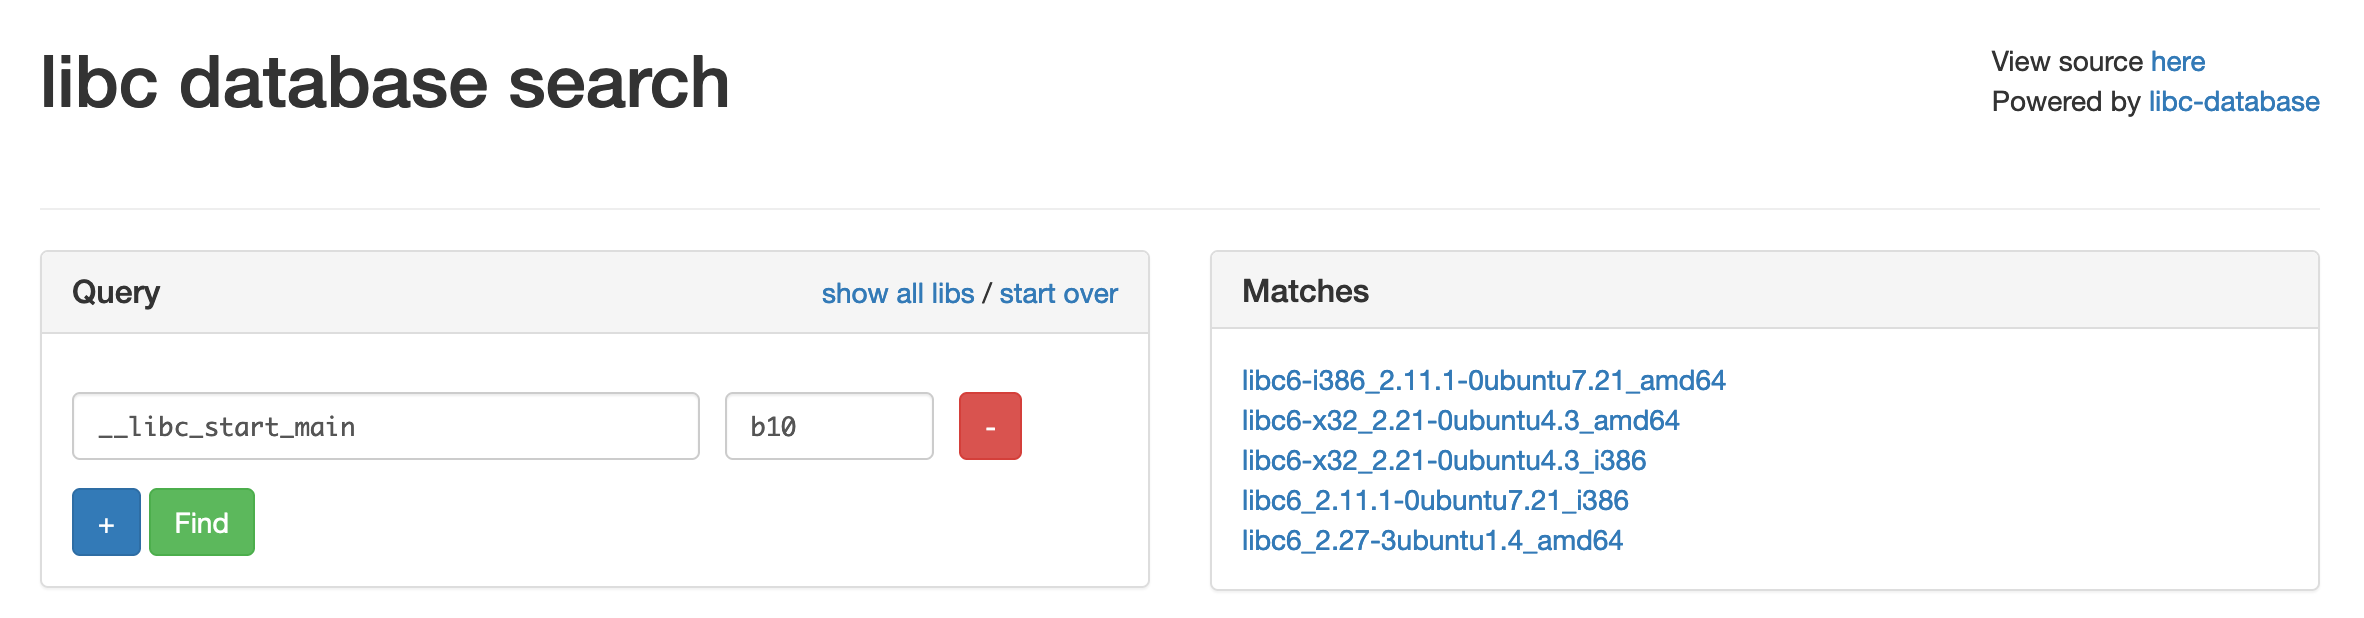 libc database search
View source here
Powered by libc-database
Query
show all libs / start over
__libc_start_main
b10
-
+
Find
Matches
libc6-i386_2.11.1-0ubuntu7.21_amd64
libc6-x32_2.21-0ubuntu4.3_amd64
libc6-x32_2.21-0ubuntu4.3_i386
libc6_2.11.1-0ubuntu7.21_i386
libc6_2.27-3ubuntu1.4_amd64